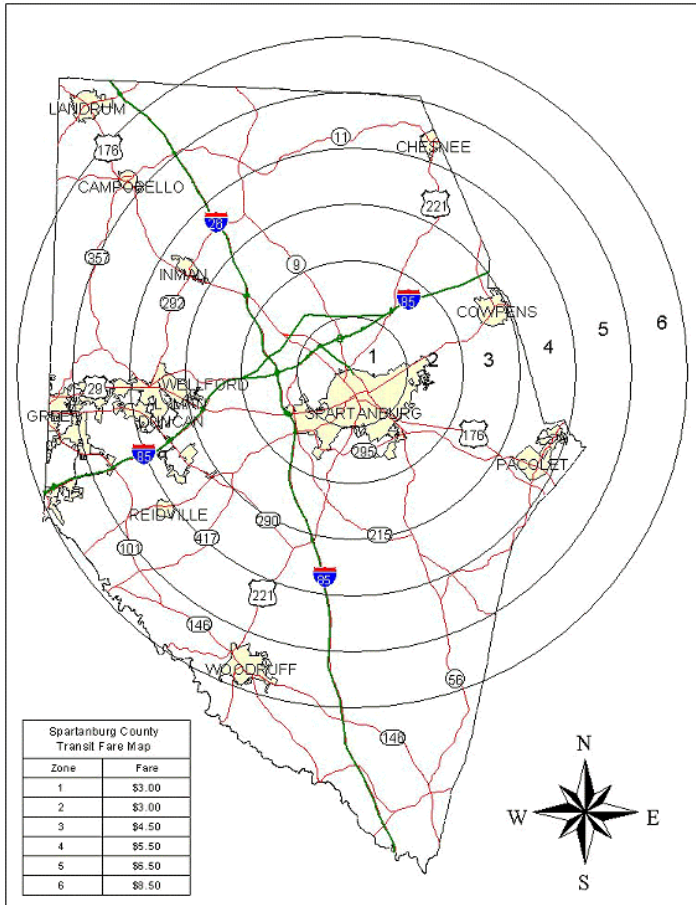 LANDRUM
176
11
CHESNEE
CAMPOBELLO
221
26
357
INMAN
9
292
85
COWPENS
1
2
3
4
5
6
29
WELLFORD
LYMAN
GREER
DUNCAN
SPARTANBURG
85
295
176
PACOLET
REIDVILLE
290
215
417
101
85
221
146
WOODRUFF
56
146
Spartanburg County
Transit Fare Map
Zone Fare
1 $3.00
2 $3.00
3 $4.50
4 $5.50
5 $6.50
6 $8.50
N
W E
S